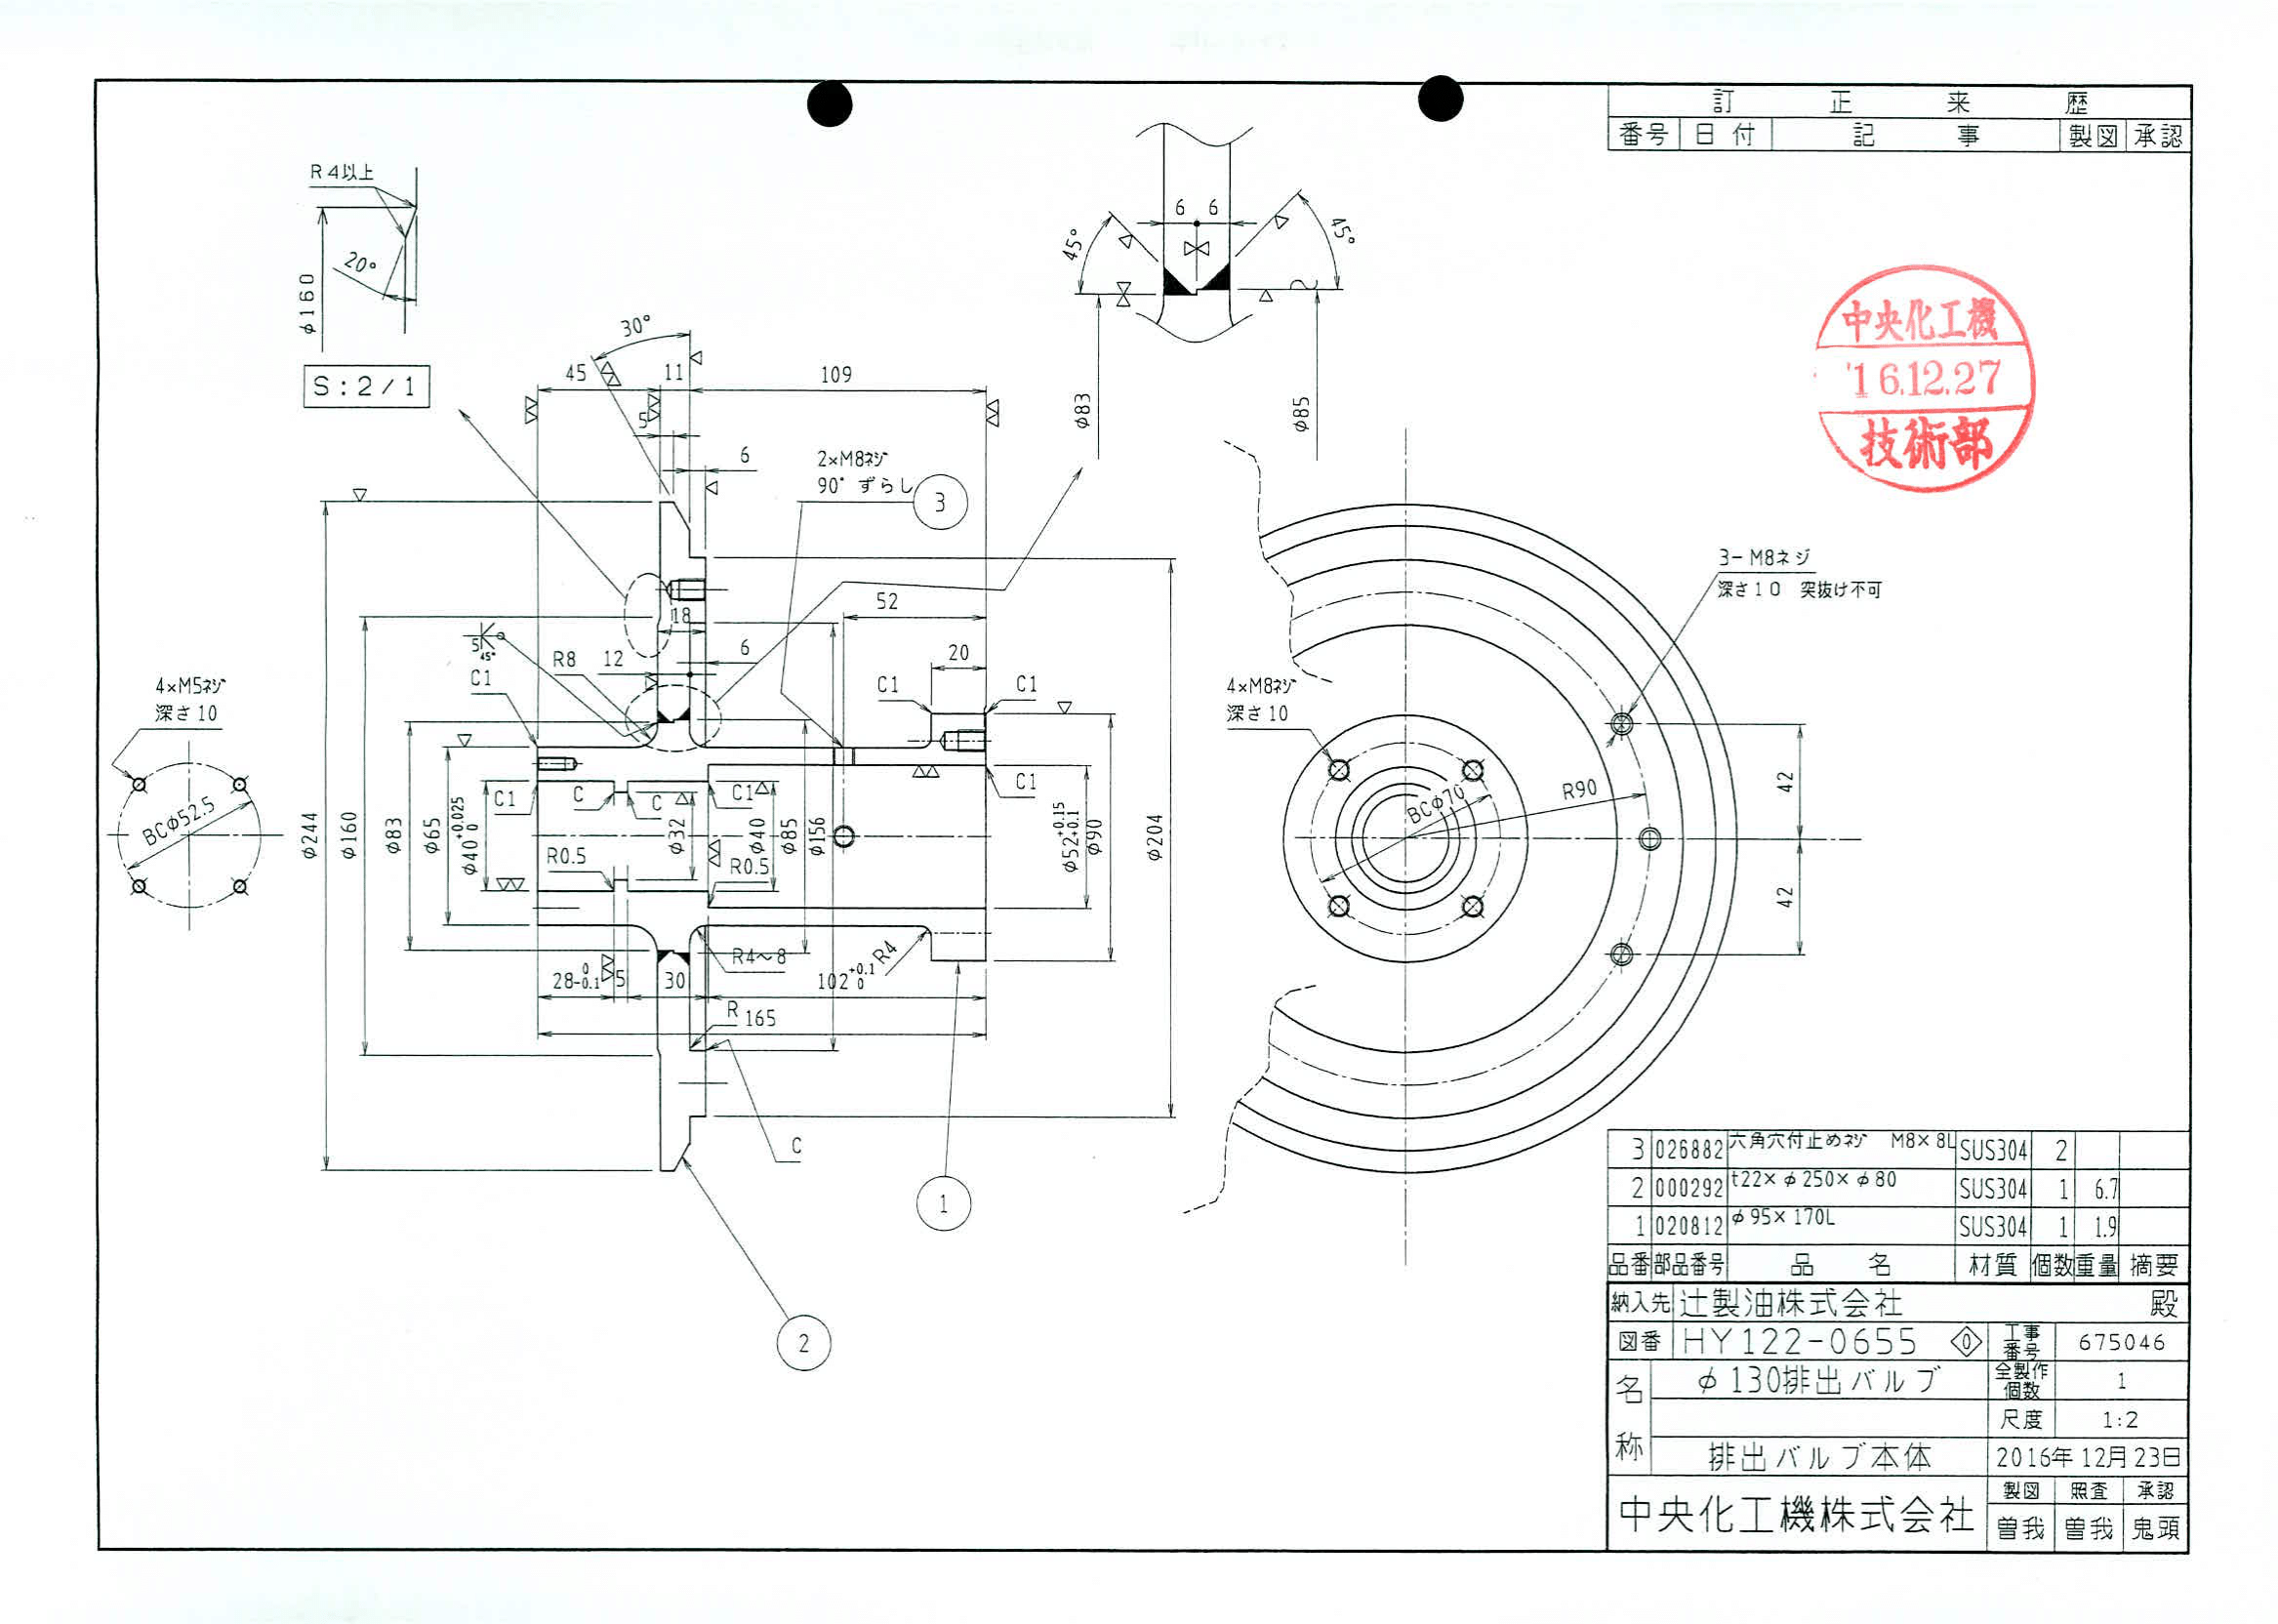 訂正来歴
番号 日付 記事 製図 承認
R4以上
20°
φ160
S:2/1
6 6
45° 45°
φ83
φ85
中央化工機
'16.12.27
技術部
30°
45 11 109
5
6
2×M8ネジ
90°ずらし
3
52
18
5
45°
R8 12
6
20
C1
C1
C1
4×M5ネジ
深さ10
BCφ52.5
3-M8ネジ
深さ10 突抜け不可
4×M8ネジ
深さ10
BCφ70
R90
42
42
φ244
φ160
φ83
φ65
φ40 +0.025 0
C1
C
C
C1
C1
φ32
φ40
φ85
φ156
φ52 +0.15 +0.1
φ90
φ204
R0.5
R0.5
R4~8
R4
28 0 -0.1
5
30
102 +0.1 0
R
165
C
1
2
3 026882 六角穴付止めネジ M8×8L SUS304 2
2 000292 t22×φ250×φ80 SUS304 1 6.7
1 020812 φ95×170L SUS304 1 1.9
品番 部品番号 品名 材質 個数 重量 摘要
納入先 辻製油株式会社 殿
図番 HY122-0655 0 工事番号 675046
名称 φ130排出バルブ 全製作個数 1
尺度 1:2
排出バルブ本体 2016年12月23日
製図 照査 承認
中央化工機株式会社 曽我 曽我 鬼頭